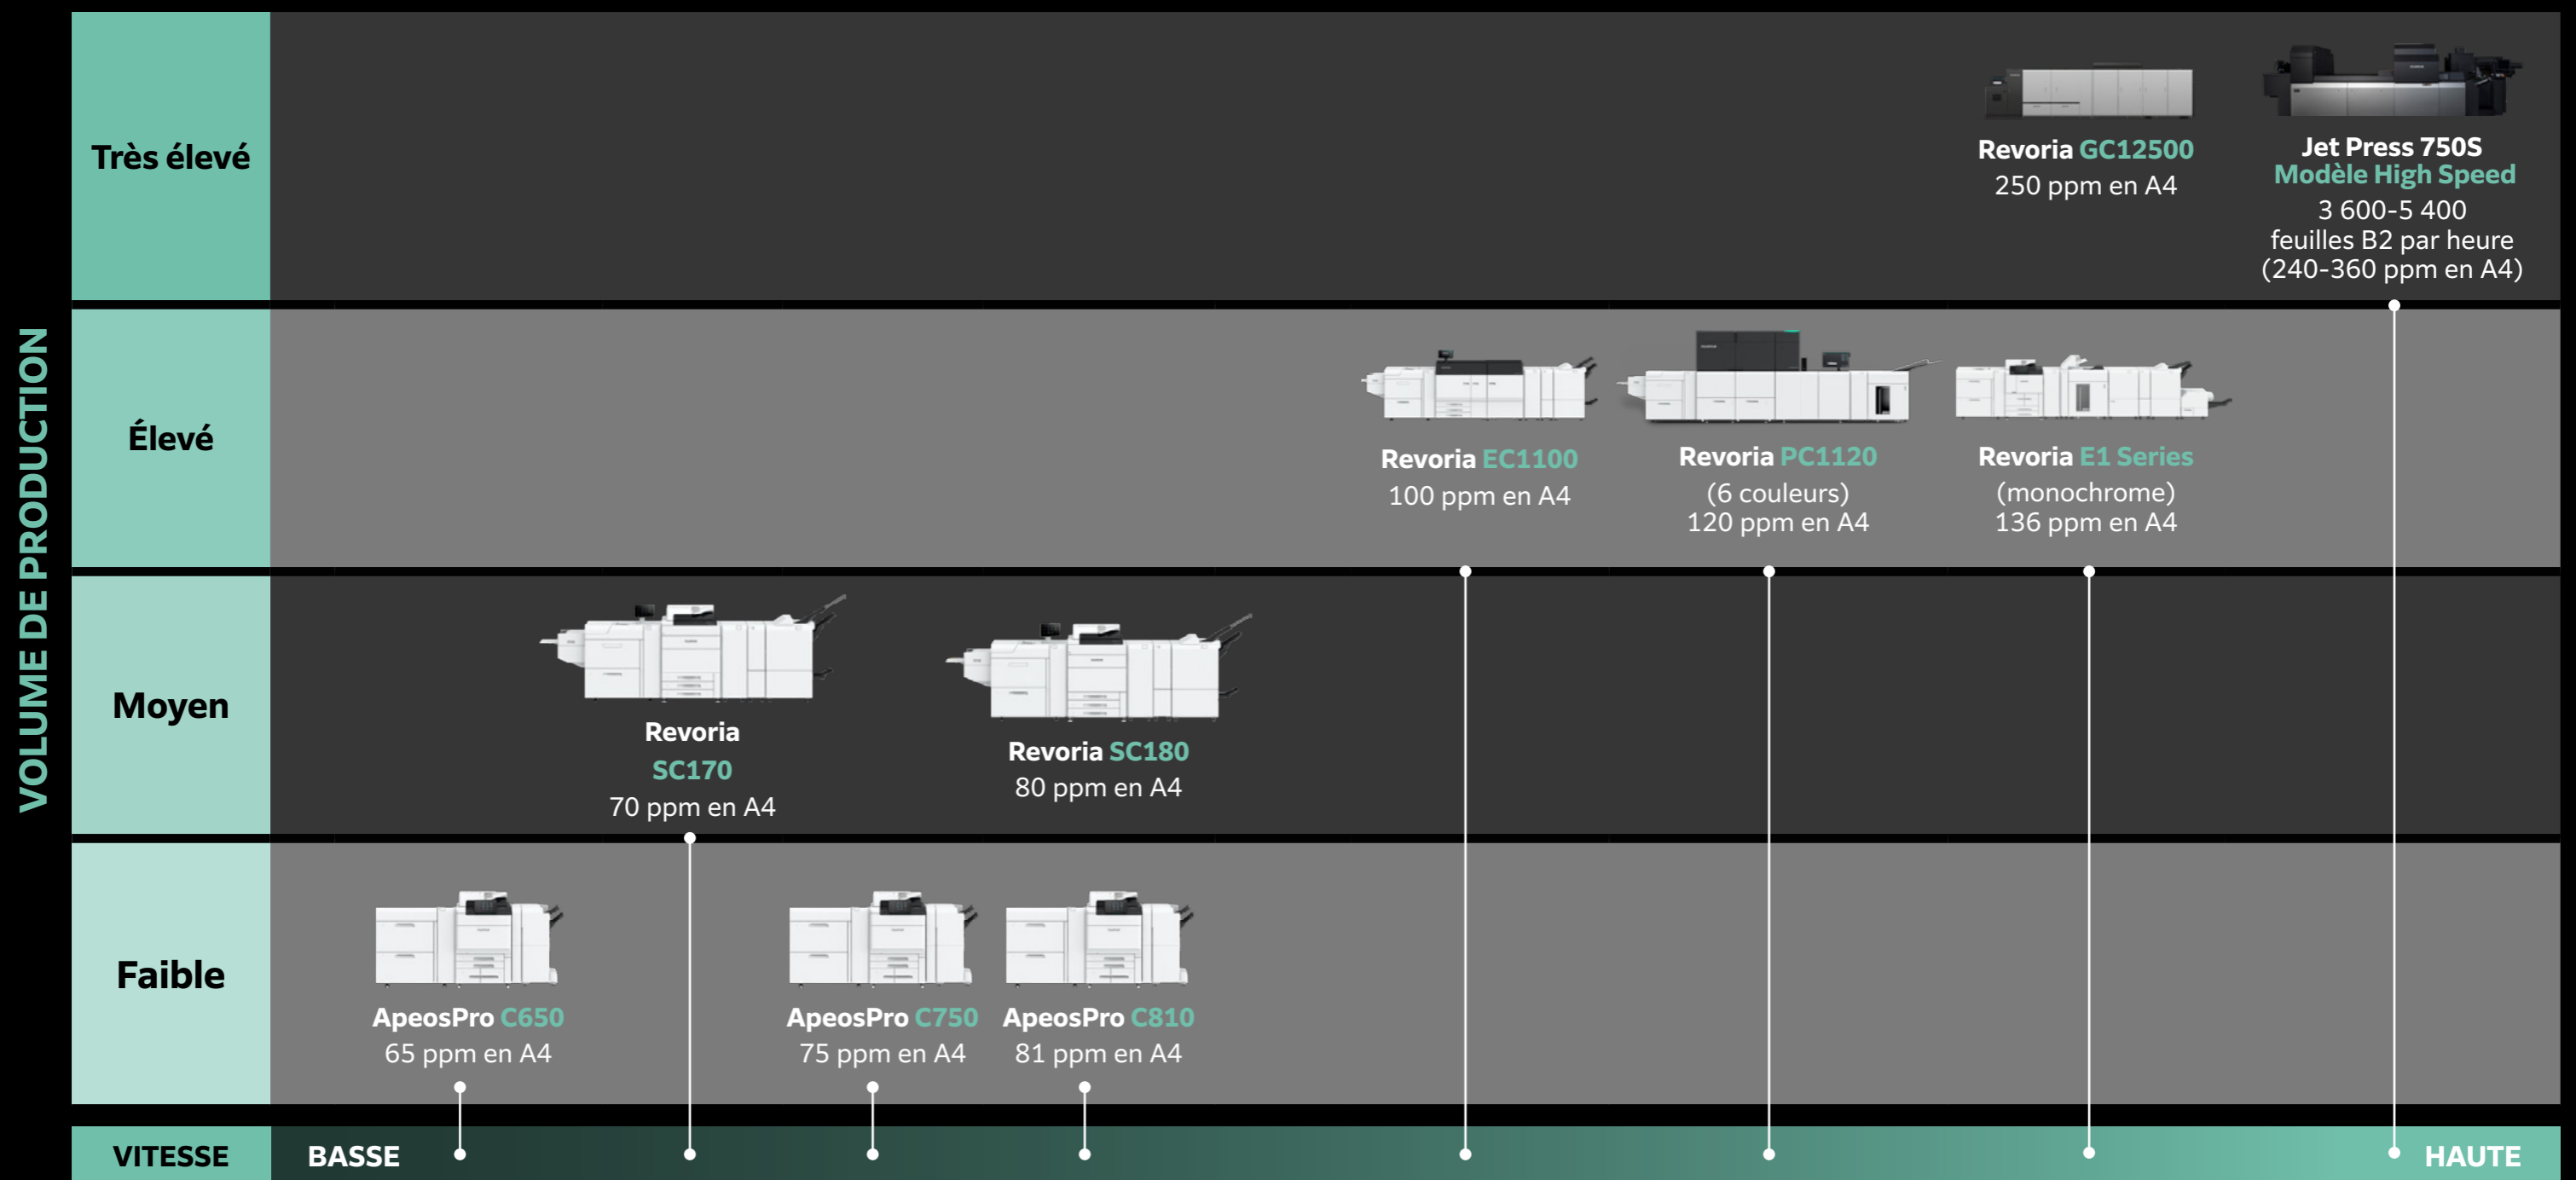 VOLUME DE PRODUCTION
Très élevé
Revoria GC12500
250 ppm en A4
Jet Press 750S
Modèle High Speed
3 600-5 400
feuilles B2 par heure
(240-360 ppm en A4)
Élevé
Revoria EC1100
100 ppm en A4
Revoria PC1120
(6 couleurs)
120 ppm en A4
Revoria E1 Series
(monochrome)
136 ppm en A4
Moyen
Revoria
SC170
70 ppm en A4
Revoria SC180
80 ppm en A4
Faible
ApeosPro C650
65 ppm en A4
ApeosPro C750
75 ppm en A4
ApeosPro C810
81 ppm en A4
VITESSE
BASSE
HAUTE